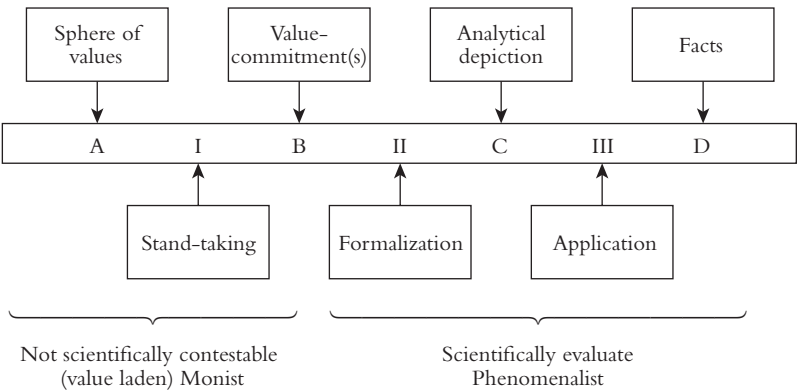 Sphere of
values
Value-
commitment(s)
Analytical
depiction
Facts
A I B II C III D
Stand-taking
Formalization
Application
Not scientifically contestable
(value laden) Monist
Scientifically evaluate
Phenomenalist